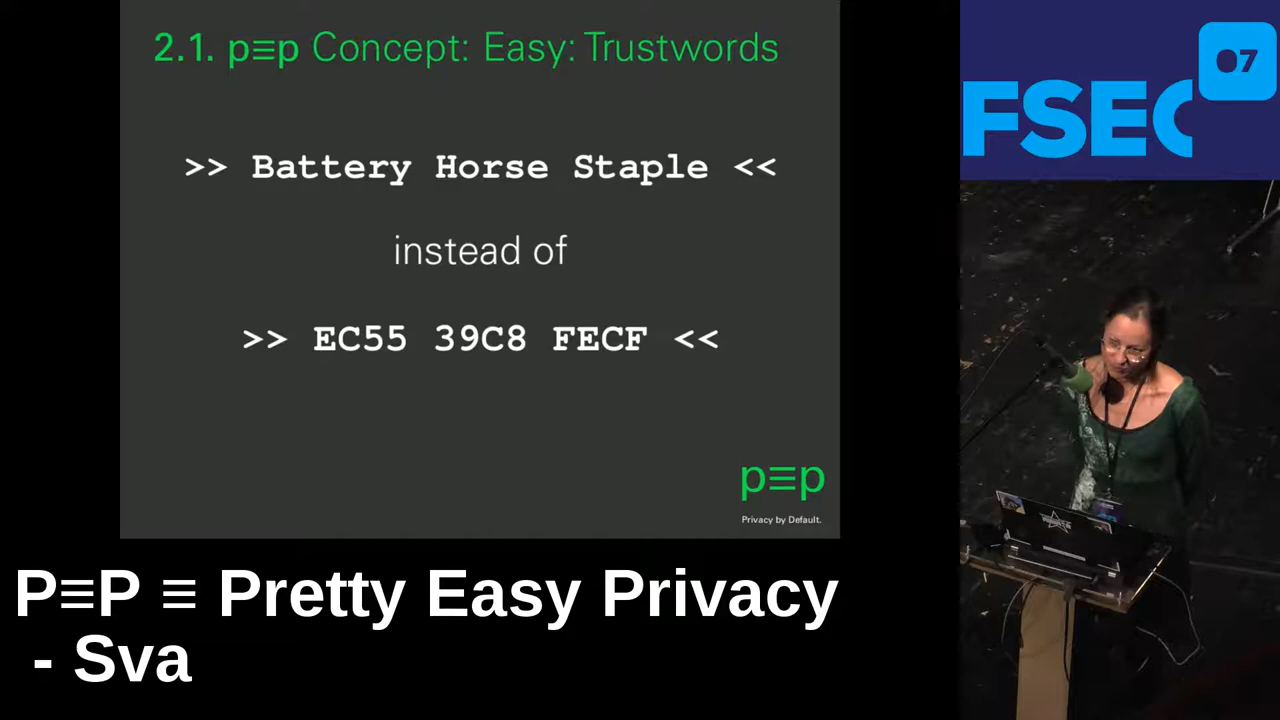 2.1. p≡p Concept: Easy: Trustwords
>> Battery Horse Staple <<
instead of
>> EC55 39C8 FECF <<
p≡p
Privacy by Default.
FSEC 07
P≡P ≡ Pretty Easy Privacy
- Sva